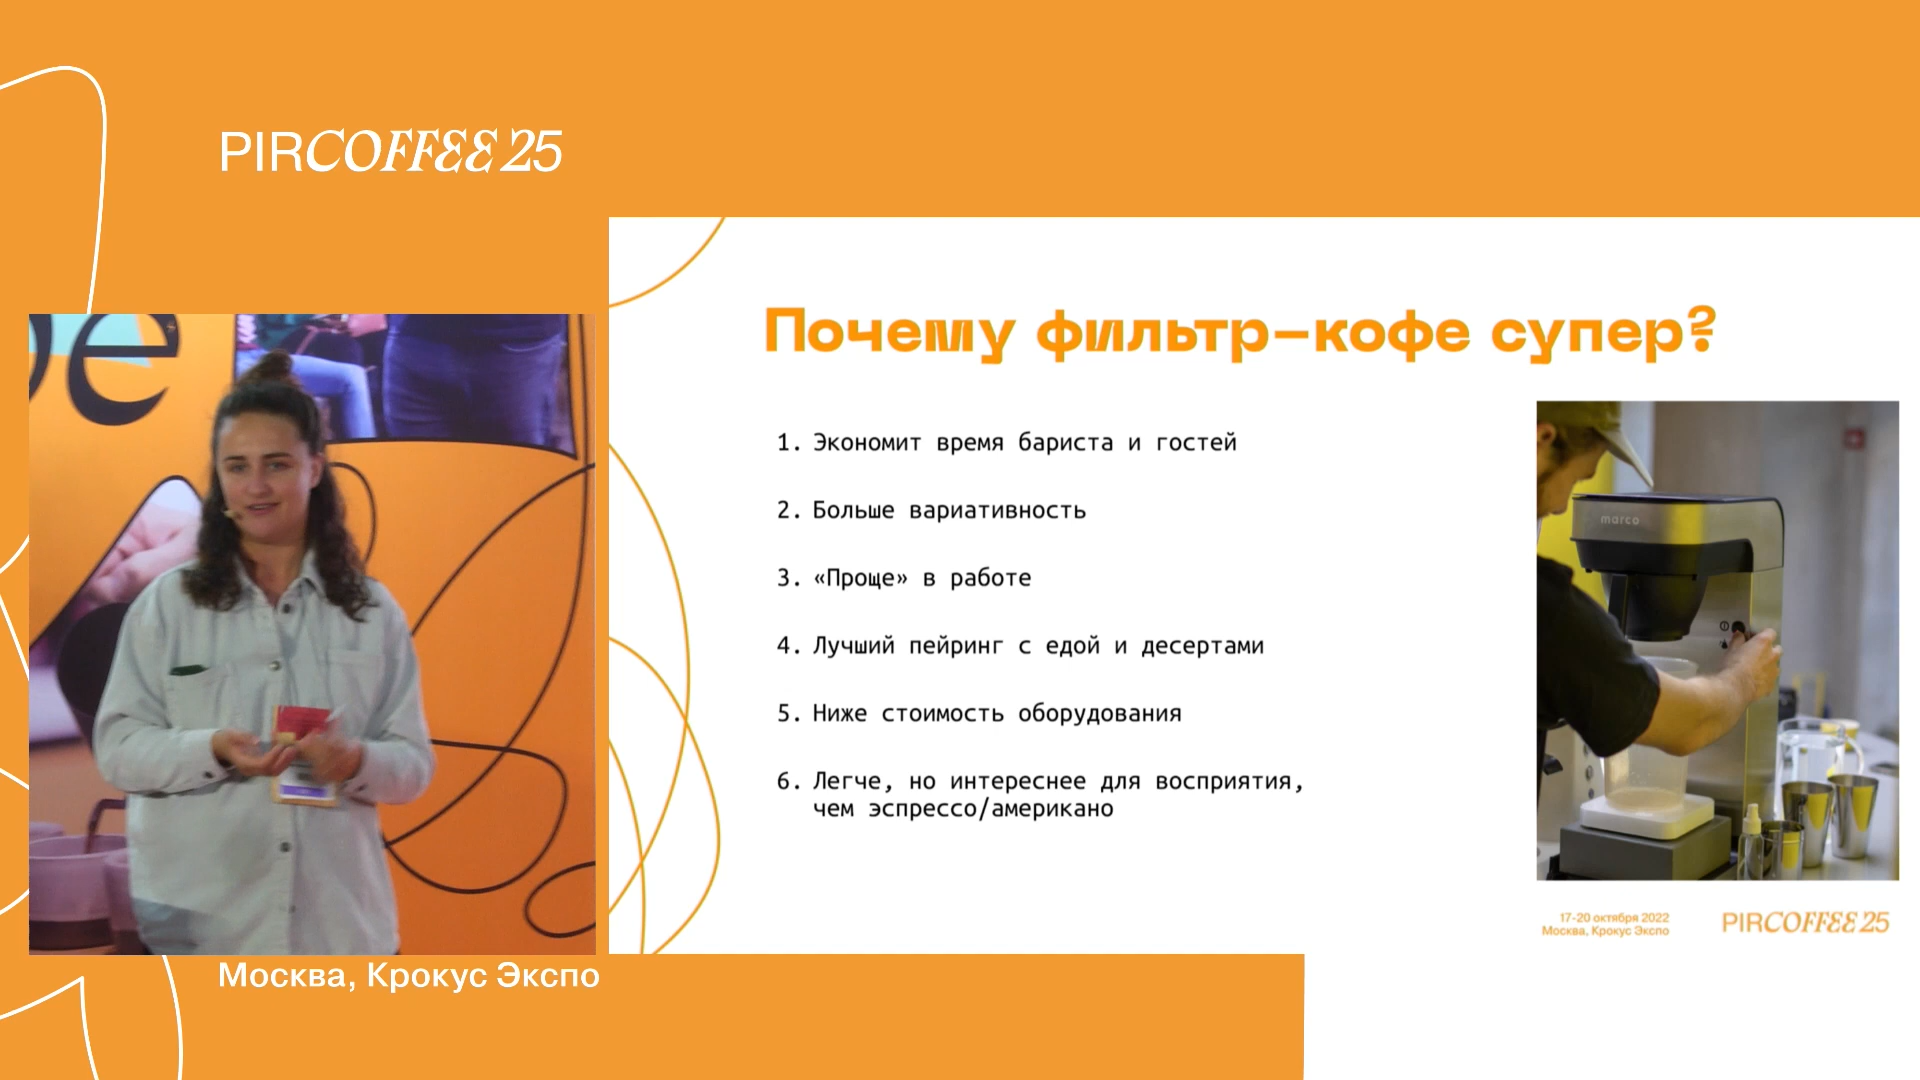 PIRCOFFEE 25
Почему фильтр-кофе супер?
1. Экономит время бариста и гостей
2. Больше вариативность
3. «Проще» в работе
4. Лучший пейринг с едой и десертами
5. Ниже стоимость оборудования
6. Легче, но интереснее для восприятия,
чем эспрессо/американо
marco
17-20 октября 2022
Москва, Крокус Экспо
PIRCOFFEE 25
Москва, Крокус Экспо